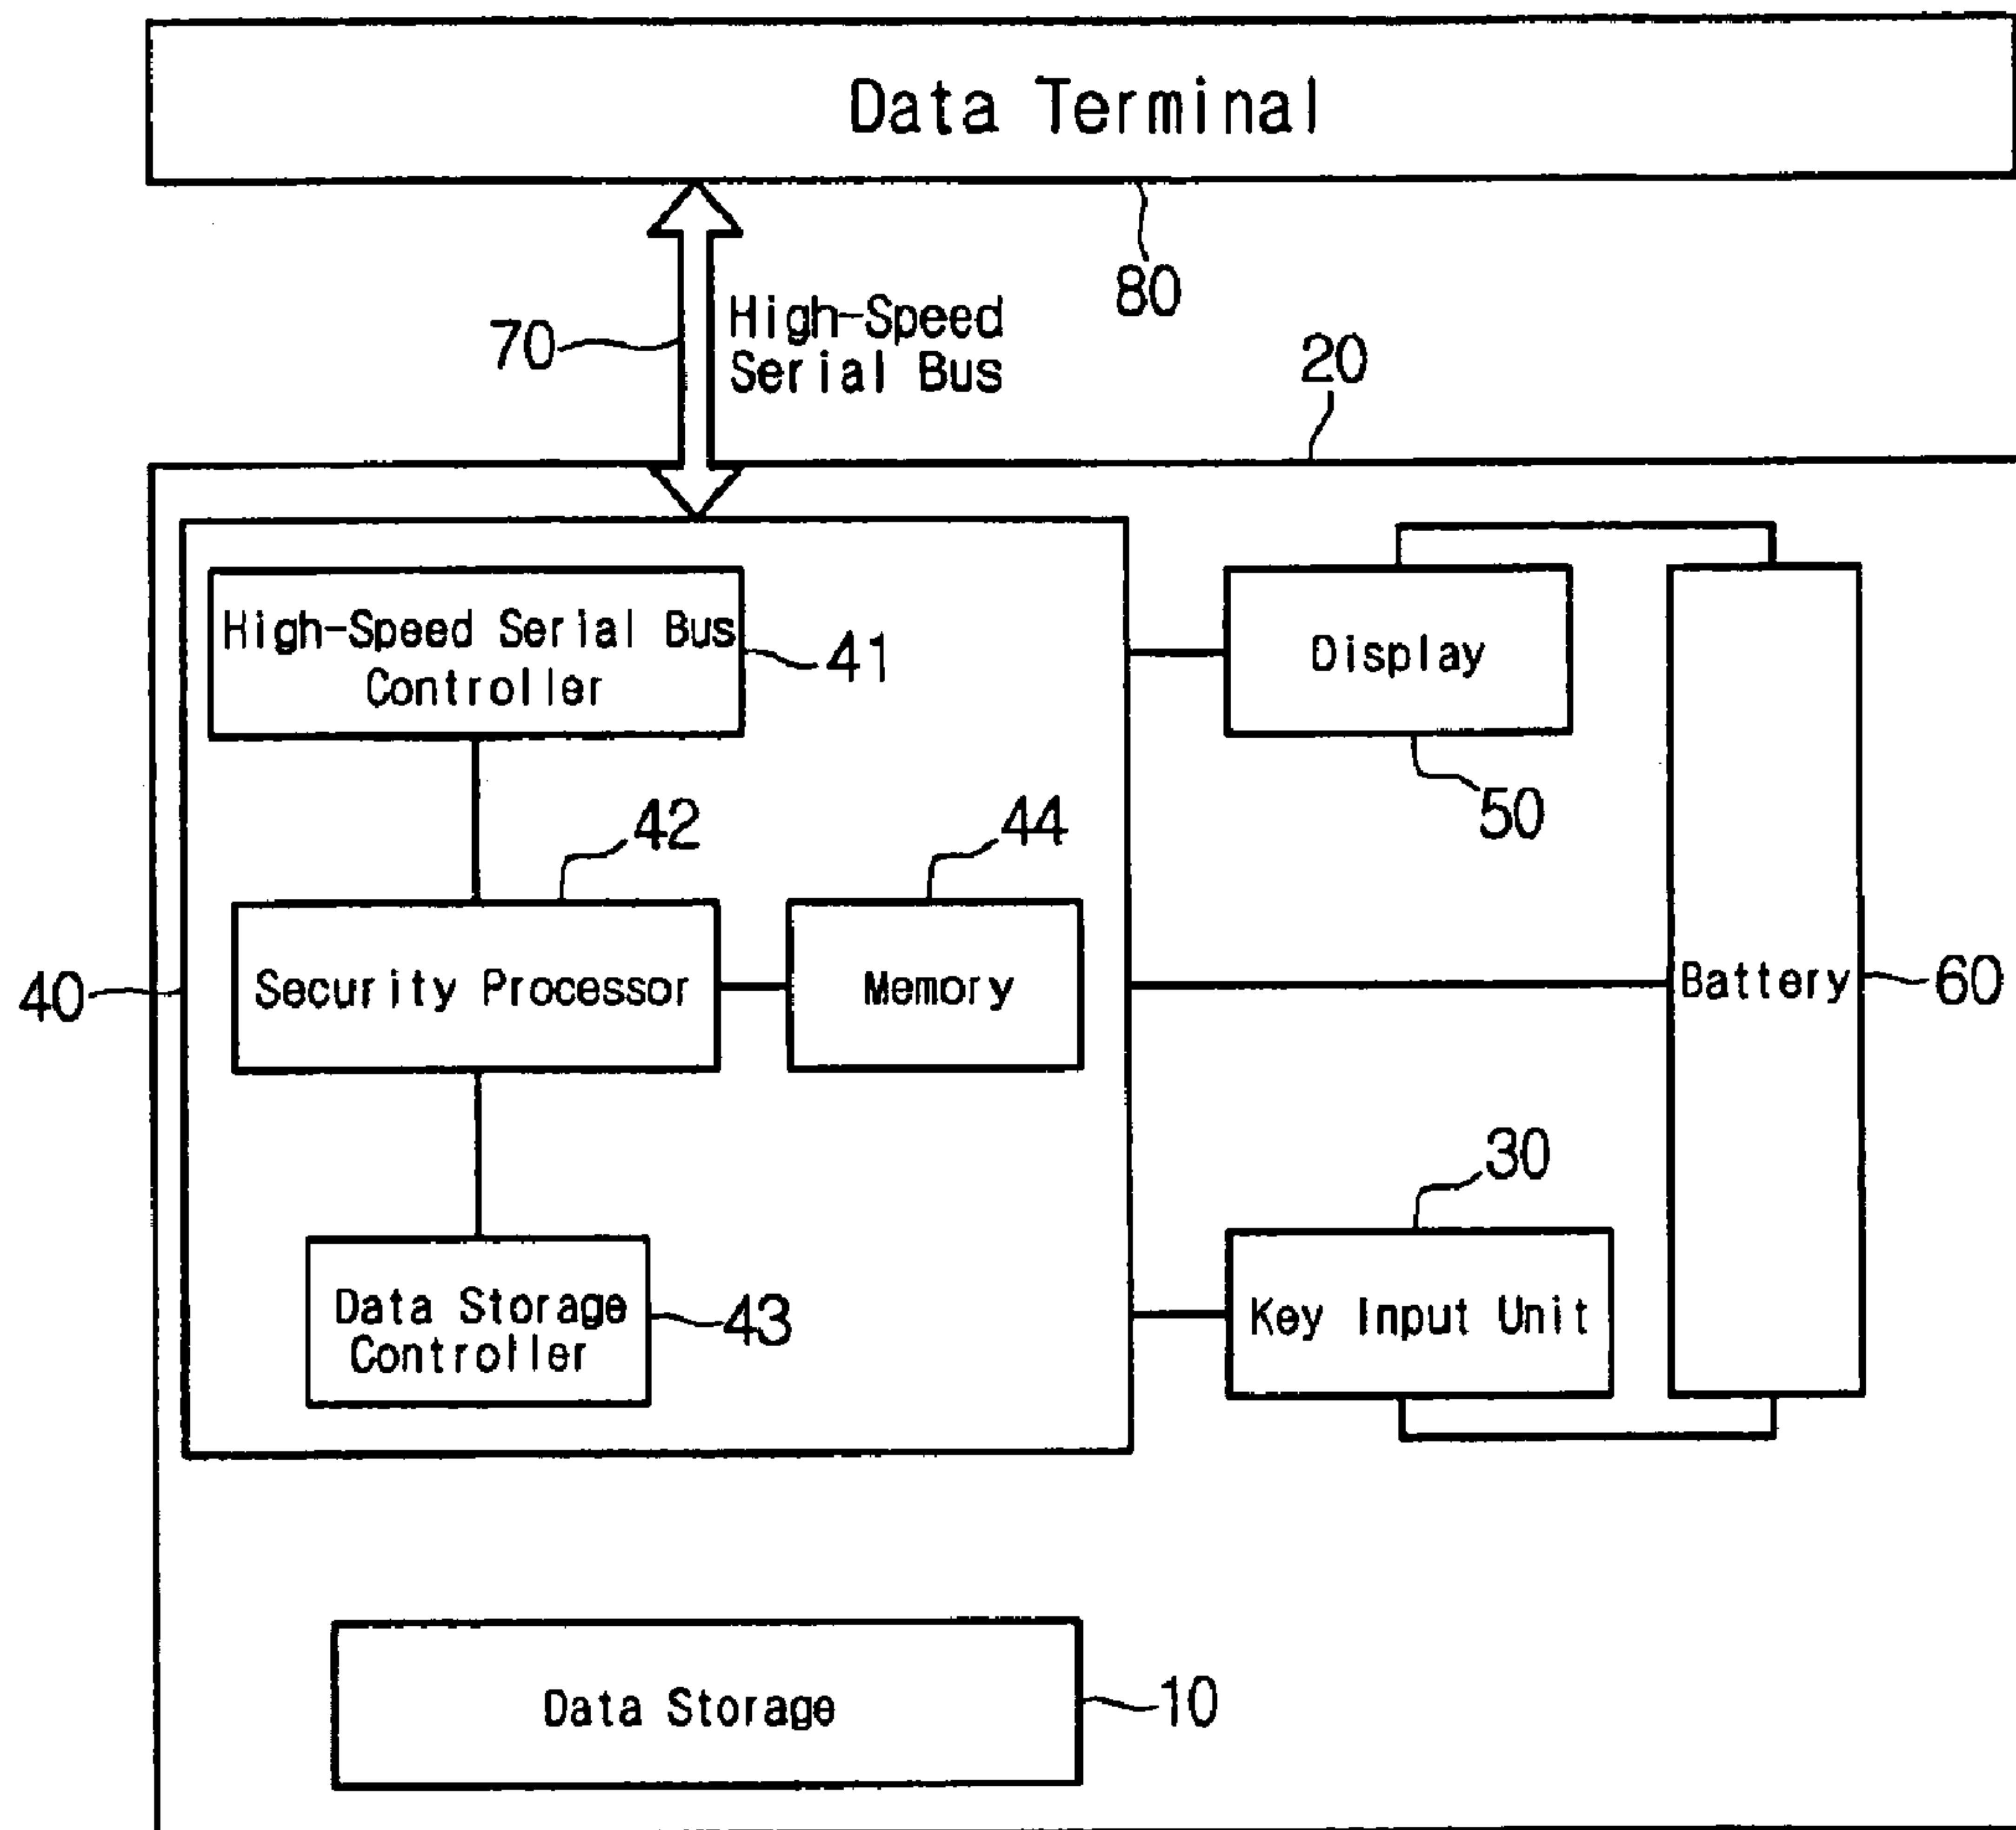 Data Terminal
80
70
High-Speed
Serial Bus
20
High-Speed Serial Bus
Controller
41
Display
50
42
44
40
Security Processor
Memory
Battery
60
30
Data Storage
Controller
43
Key Input Unit
Data Storage
10